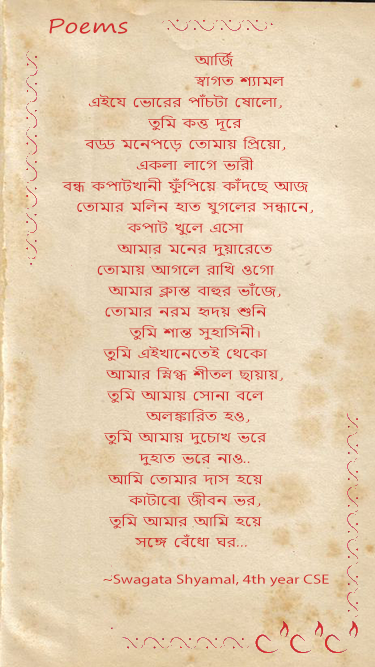 Poems
আর্জি
স্বাগত শ্যামল
এইযে ভোরের পাঁচটা ষোলো,
তুমি কত্ত দূরে
বড্ড মনেপড়ে তোমায় প্রিয়ো,
একলা লাগে ভারী
বন্ধ কপাটখানী ফুঁপিয়ে কাঁদছে আজ
তোমার মলিন হাত যুগলের সন্ধানে,
কপাট খুলে এসো
আমার মনের দুয়ারেতে
তোমায় আগলে রাখি ওগো
আমার ক্লান্ত বাহুর ভাঁজে,
তোমার নরম হৃদয় শুনি
তুমি শান্ত সুহাসিনী।
তুমি এইখানেতেই থেকো
আমার স্নিগ্ধ শীতল ছায়ায়,
তুমি আমায় সোনা বলে
অলঙ্কারিত হও,
তুমি আমায় দুচোখ ভরে
দুহাত ভরে নাও..
আমি তোমার দাস হয়ে
কাটাবো জীবন ভর,
তুমি আমার আমি হয়ে
সঙ্গে বেঁধো ঘর...
~Swagata Shyamal, 4th year CSE